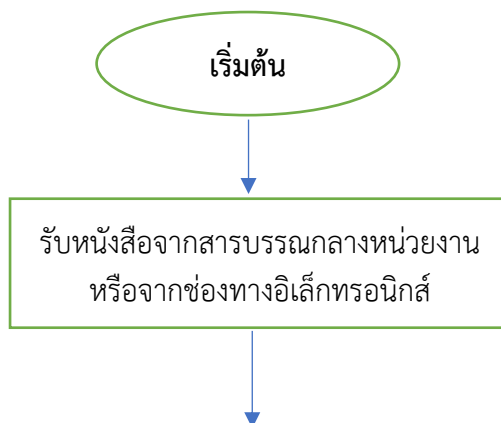 เริ่มต้น
รับหนังสือจากสารบรรณกลางหน่วยงาน
หรือจากช่องทางอิเล็กทรอนิกส์